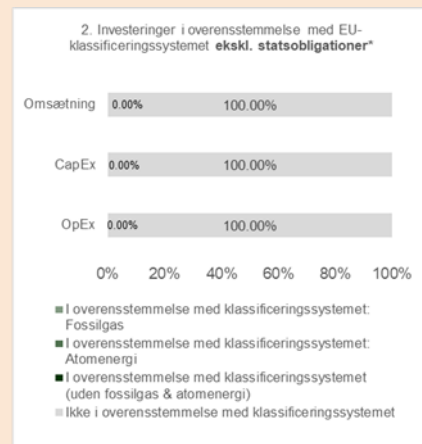 2. Investeringer i overensstemmelse med EU-
klassificeringssystemet ekskl. statsobligationer*
Omsætning 0.00% 100.00%
CapEx 0.00% 100.00%
OpEx 0.00% 100.00%
0% 20% 40% 60% 80% 100%
I overensstemmelse med klassificeringssystemet:
Fossilgas
I overensstemmelse med klassificeringssystemet:
Atomenergi
I overensstemmelse med klassificeringssystemet
(uden fossilgas & atomenergi)
Ikke i overensstemmelse med klassificeringssystemet